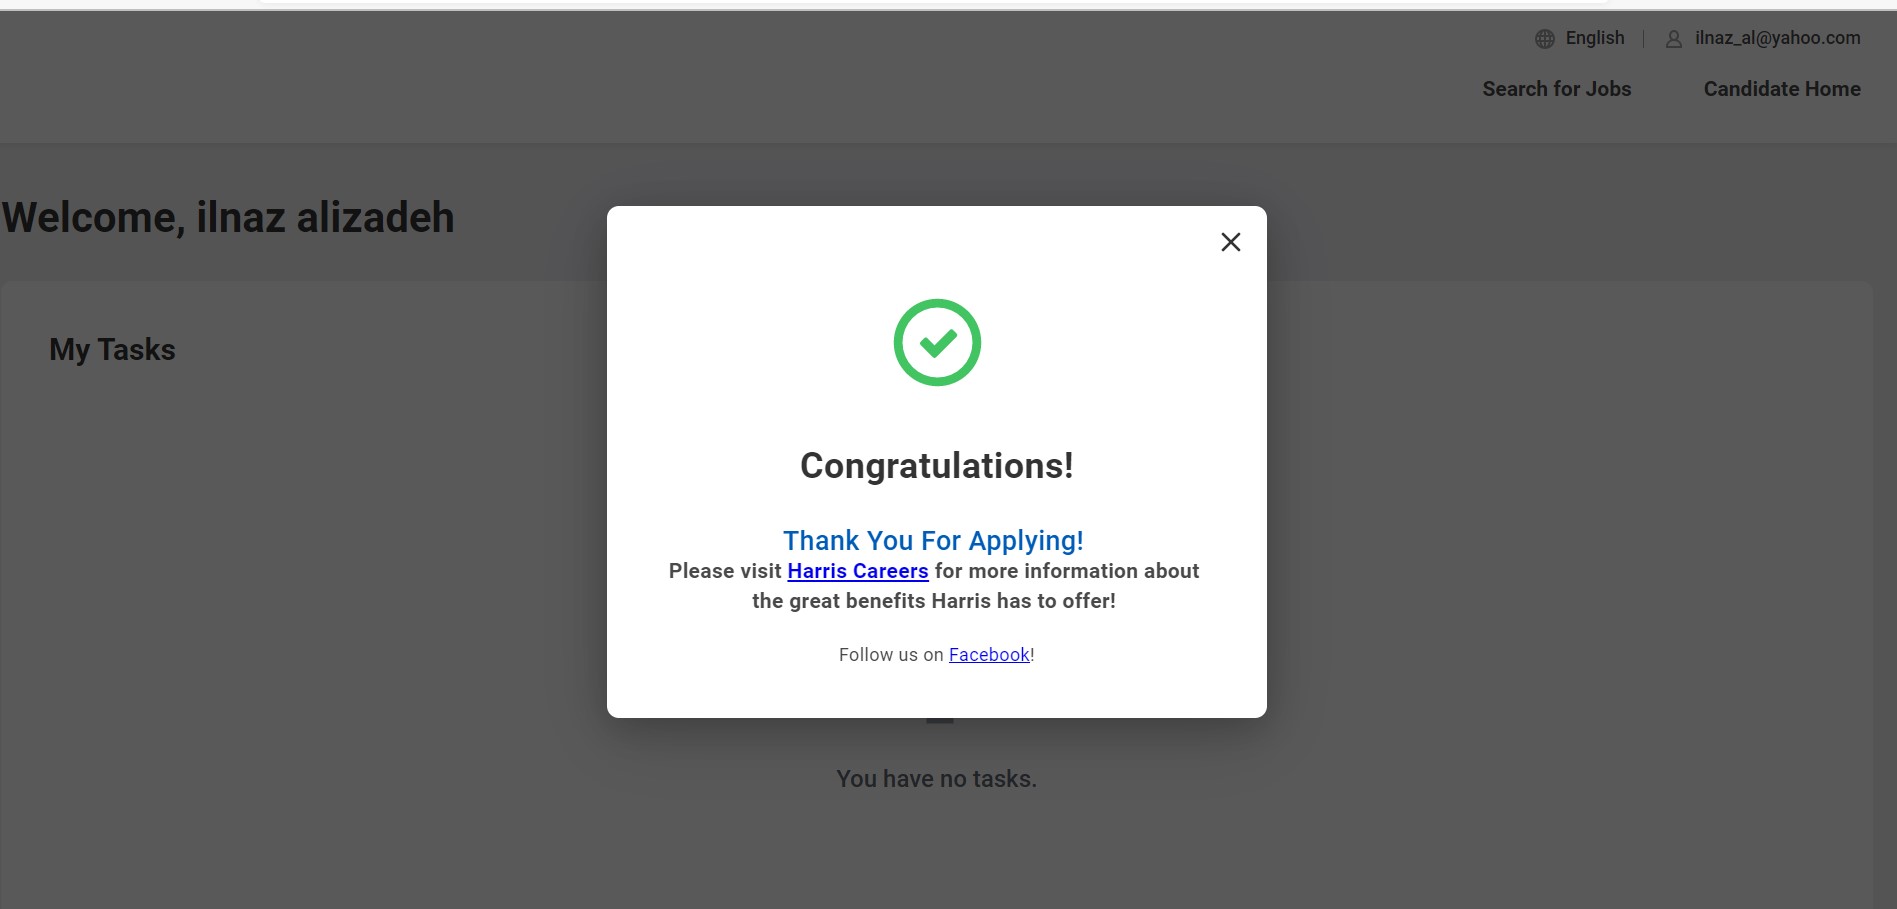 English
ilnaz_al@yahoo.com
Search for Jobs
Candidate Home
Welcome, ilnaz alizadeh
My Tasks
Congratulations!
Thank You For Applying!
Please visit Harris Careers for more information about
the great benefits Harris has to offer!
Follow us on Facebook!
You have no tasks.